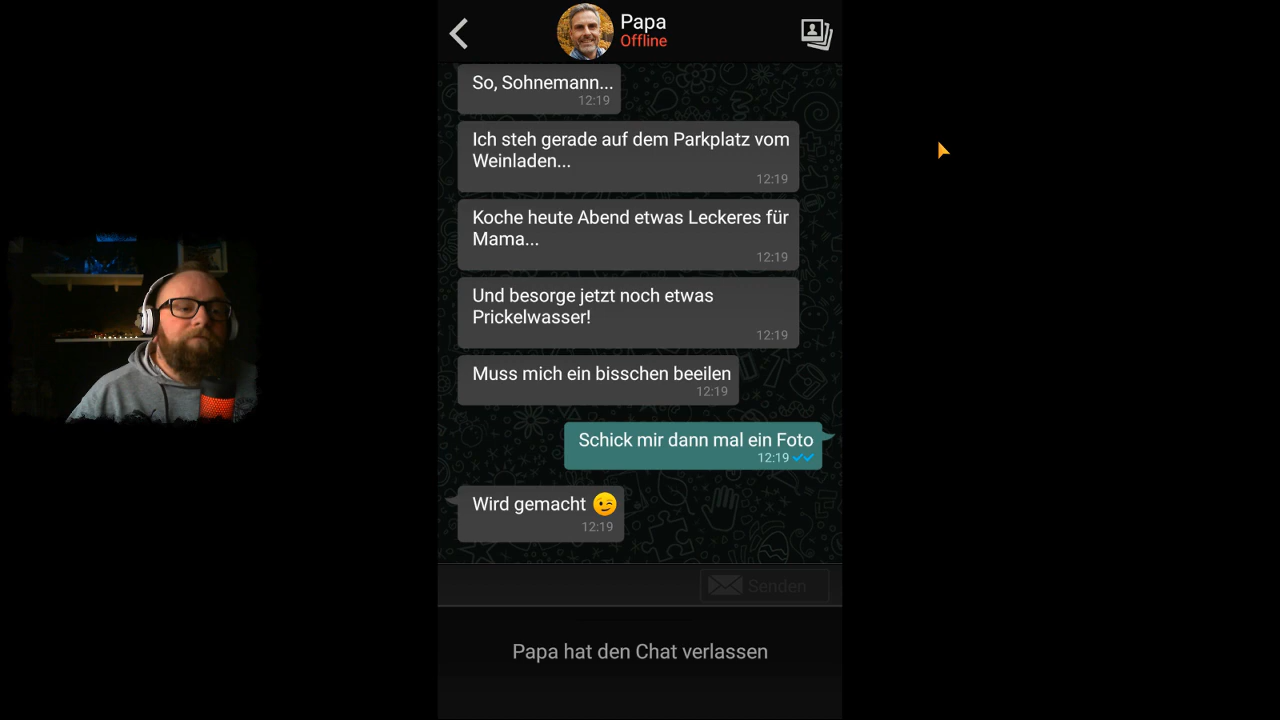 Papa
Offline
So, Sohnemann...
12:19
Ich steh gerade auf dem Parkplatz vom
Weinladen...
12:19
Koche heute Abend etwas Leckeres für
Mama...
12:19
Und besorge jetzt noch etwas
Prickelwasser!
12:19
Muss mich ein bisschen beeilen
12:19
Schick mir dann mal ein Foto
12:19
Wird gemacht 😉
12:19
Senden
Papa hat den Chat verlassen